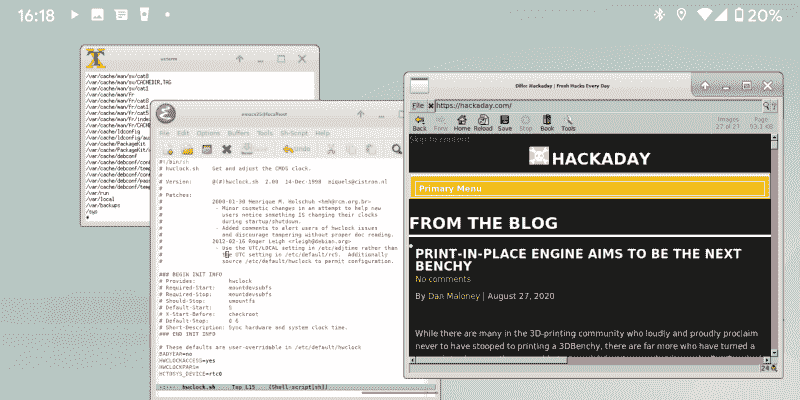 16:18
20%
uxterm
/var/cache/man/sv/cat8
/var/cache/man/sv/CACHEDIR.TAG
/var/cache/man/sv/cat1
/var/cache/man/fr
/var/cache/man/fr/cat8
/var/cache/man/fr/cat1
/var/cache/man/fr/cat5
/var/cache/man/fr/
/var/cache/man/fr/CACHE
/var/cache/ldconfig
/var/cache/ldconfig/
/var/cache/PackageKit
/var/cache/PackageKit/
/var/cache/debconf
/var/cache/debconf/
/var/cache/debconf/
/var/cache/debconf/
/var/cache/debconf/
/var/run
/var/local
/var/backups
/sys
#
emacs@localhost
File Edit Options Buffers Tools Sh-Script Help
Save Undo
#!/bin/sh
# hwclock.sh Set and adjust the CMOS clock.
#
# Version: @(#)hwclock.sh 2.00 14-Dec-1998 miquels@cistron.nl
#
# Patches:
# 2000-01-30 Henrique M. Holschuh <hmh@rcm.org.br>
# - Minor cosmetic changes in an attempt to help new
# users notice something IS changing their clocks
# during startup/shutdown.
# - Added comments to alert users of hwclock issues
# and discourage tampering without proper doc reading.
# 2012-02-16 Roger Leigh <rleigh@debian.org>
# - Use the UTC/LOCAL setting in /etc/adjtime rather than
# the UTC setting in /etc/default/rcS. Additionally
# source /etc/default/hwclock to permit configuration.
### BEGIN INIT INFO
# Provides: hwclock
# Required-Start: mountdevsubfs
# Required-Stop: mountdevsubfs
# Should-Stop: umountfs
# Default-Start: S
# X-Start-Before: checkroot
# Default-Stop: 0 6
# Short-Description: Sync hardware and system clock time.
### END INIT INFO
# These defaults are user-overridable in /etc/default/hwclock
BADYEAR=no
HWCLOCKACCESS=yes
HWCLOCKPARS=
HCTOSYS_DEVICE=rtc0
hwclock.sh Top L15 (Shell-script[sh])
Dillo: Hackaday | Fresh Hacks Every Day
File https://hackaday.com/
Back Forw Home Reload Save Stop Book Tools
Images
27 of 27
Page
93.1 KB
Skip to content
HACKADAY
Primary Menu
FROM THE BLOG
PRINT-IN-PLACE ENGINE AIMS TO BE THE NEXT
BENCHY
No comments
By Dan Maloney | August 27, 2020
While there are many in the 3D-printing community who loudly and proudly proclaim
never to have stooped to printing a 3DBenchy, there are far more who have turned a
24